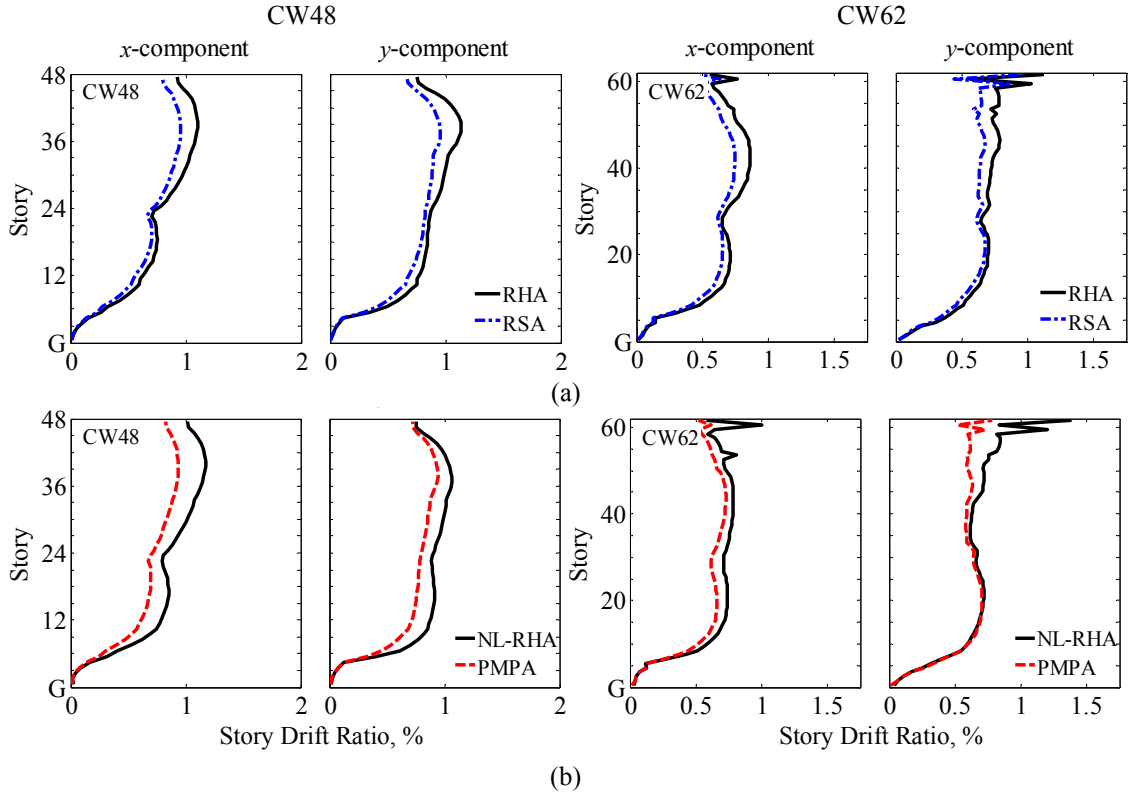 CW48 CW62
x-component y-component x-component y-component
48 60
CW48 CW62
36
40
Story 24 Story
20
12
RHA RHA
RSA RSA
G G
0 1 2 0 1 2 0 0.5 1 1.5 0 0.5 1 1.5
(a)
48 60
CW48 CW62
36
40
Story 24 Story
20
12
NL-RHA NL-RHA
PMPA PMPA
G G
0 1 2 0 1 2 0 0.5 1 1.5 0 0.5 1 1.5
Story Drift Ratio, % Story Drift Ratio, %
(b)